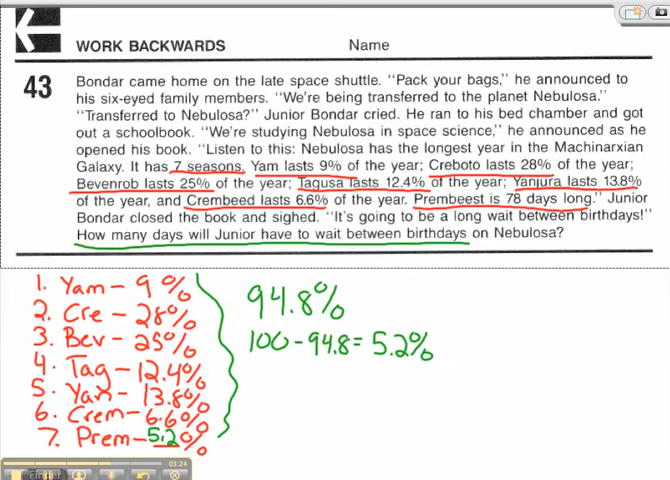 WORK BACKWARDS Name
43 Bondar came home on the late space shuttle. "Pack your bags," he announced to
his six-eyed family members. "We're being transferred to the planet Nebulosa."
"Transferred to Nebulosa?" Junior Bondar cried. He ran to his bed chamber and got
out a schoolbook. "We're studying Nebulosa in space science," he announced as he
opened his book. "Listen to this: Nebulosa has the longest year in the Machinarxian
Galaxy. It has 7 seasons. Yam lasts 9% of the year; Creboto lasts 28% of the year;
Bevenrob lasts 25% of the year; Tagusa lasts 12.4% of the year; Yanjura lasts 13.8%
of the year, and Crembeed lasts 6.6% of the year. Prembeest is 78 days long." Junior
Bondar closed the book and sighed. "It's going to be a long wait between birthdays!"
How many days will Junior have to wait between birthdays on Nebulosa?
1. Yam- 9%
2. Cre- 28%
3. Bev- 25%
4. Tag- 12.4%
5. Yan- 13.8%
6. Crem- 6.6%
7. Prem- 5.2%
94.8%
100-94.8= 5.2%
03:24
Finder